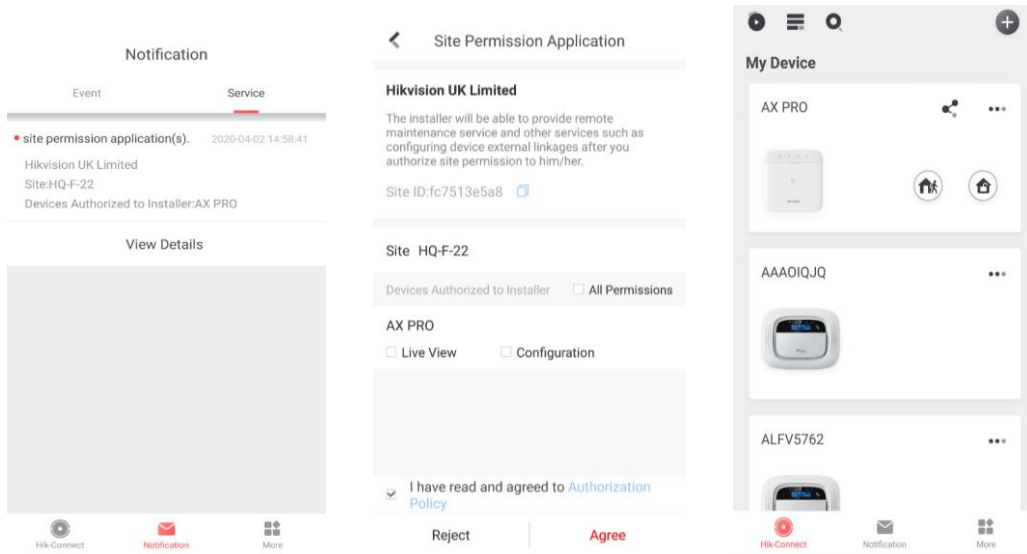 Notification
Event
Service
site permission application(s).
2020-04-02 14:58:41
Hikvision UK Limited
Site:HQ-F-22
Devices Authorized to Installer:AX PRO
View Details
Hik-Connect
Notification
More
Site Permission Application
Hikvision UK Limited
The installer will be able to provide remote
maintenance service and other services such as
configuring device external linkages after you
authorize site permission to him/her.
Site ID:fc7513e5a8
Site HQ-F-22
Devices Authorized to Installer
All Permissions
AX PRO
Live View
Configuration
I have read and agreed to Authorization
Policy
Reject
Agree
My Device
AX PRO
AAAOIQJQ
ALFV5762
Hik-Connect
Notification
More